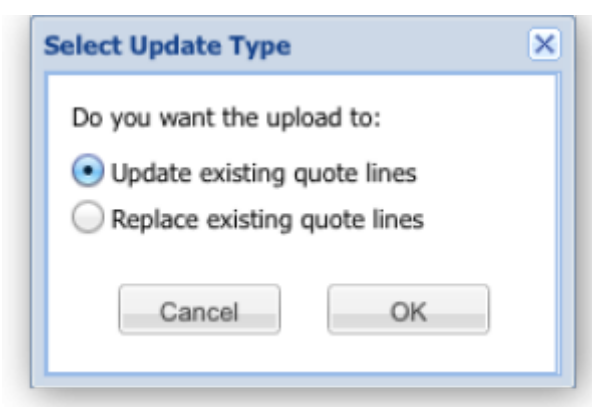 Select Update Type
Do you want the upload to:
Update existing quote lines
Replace existing quote lines
Cancel OK